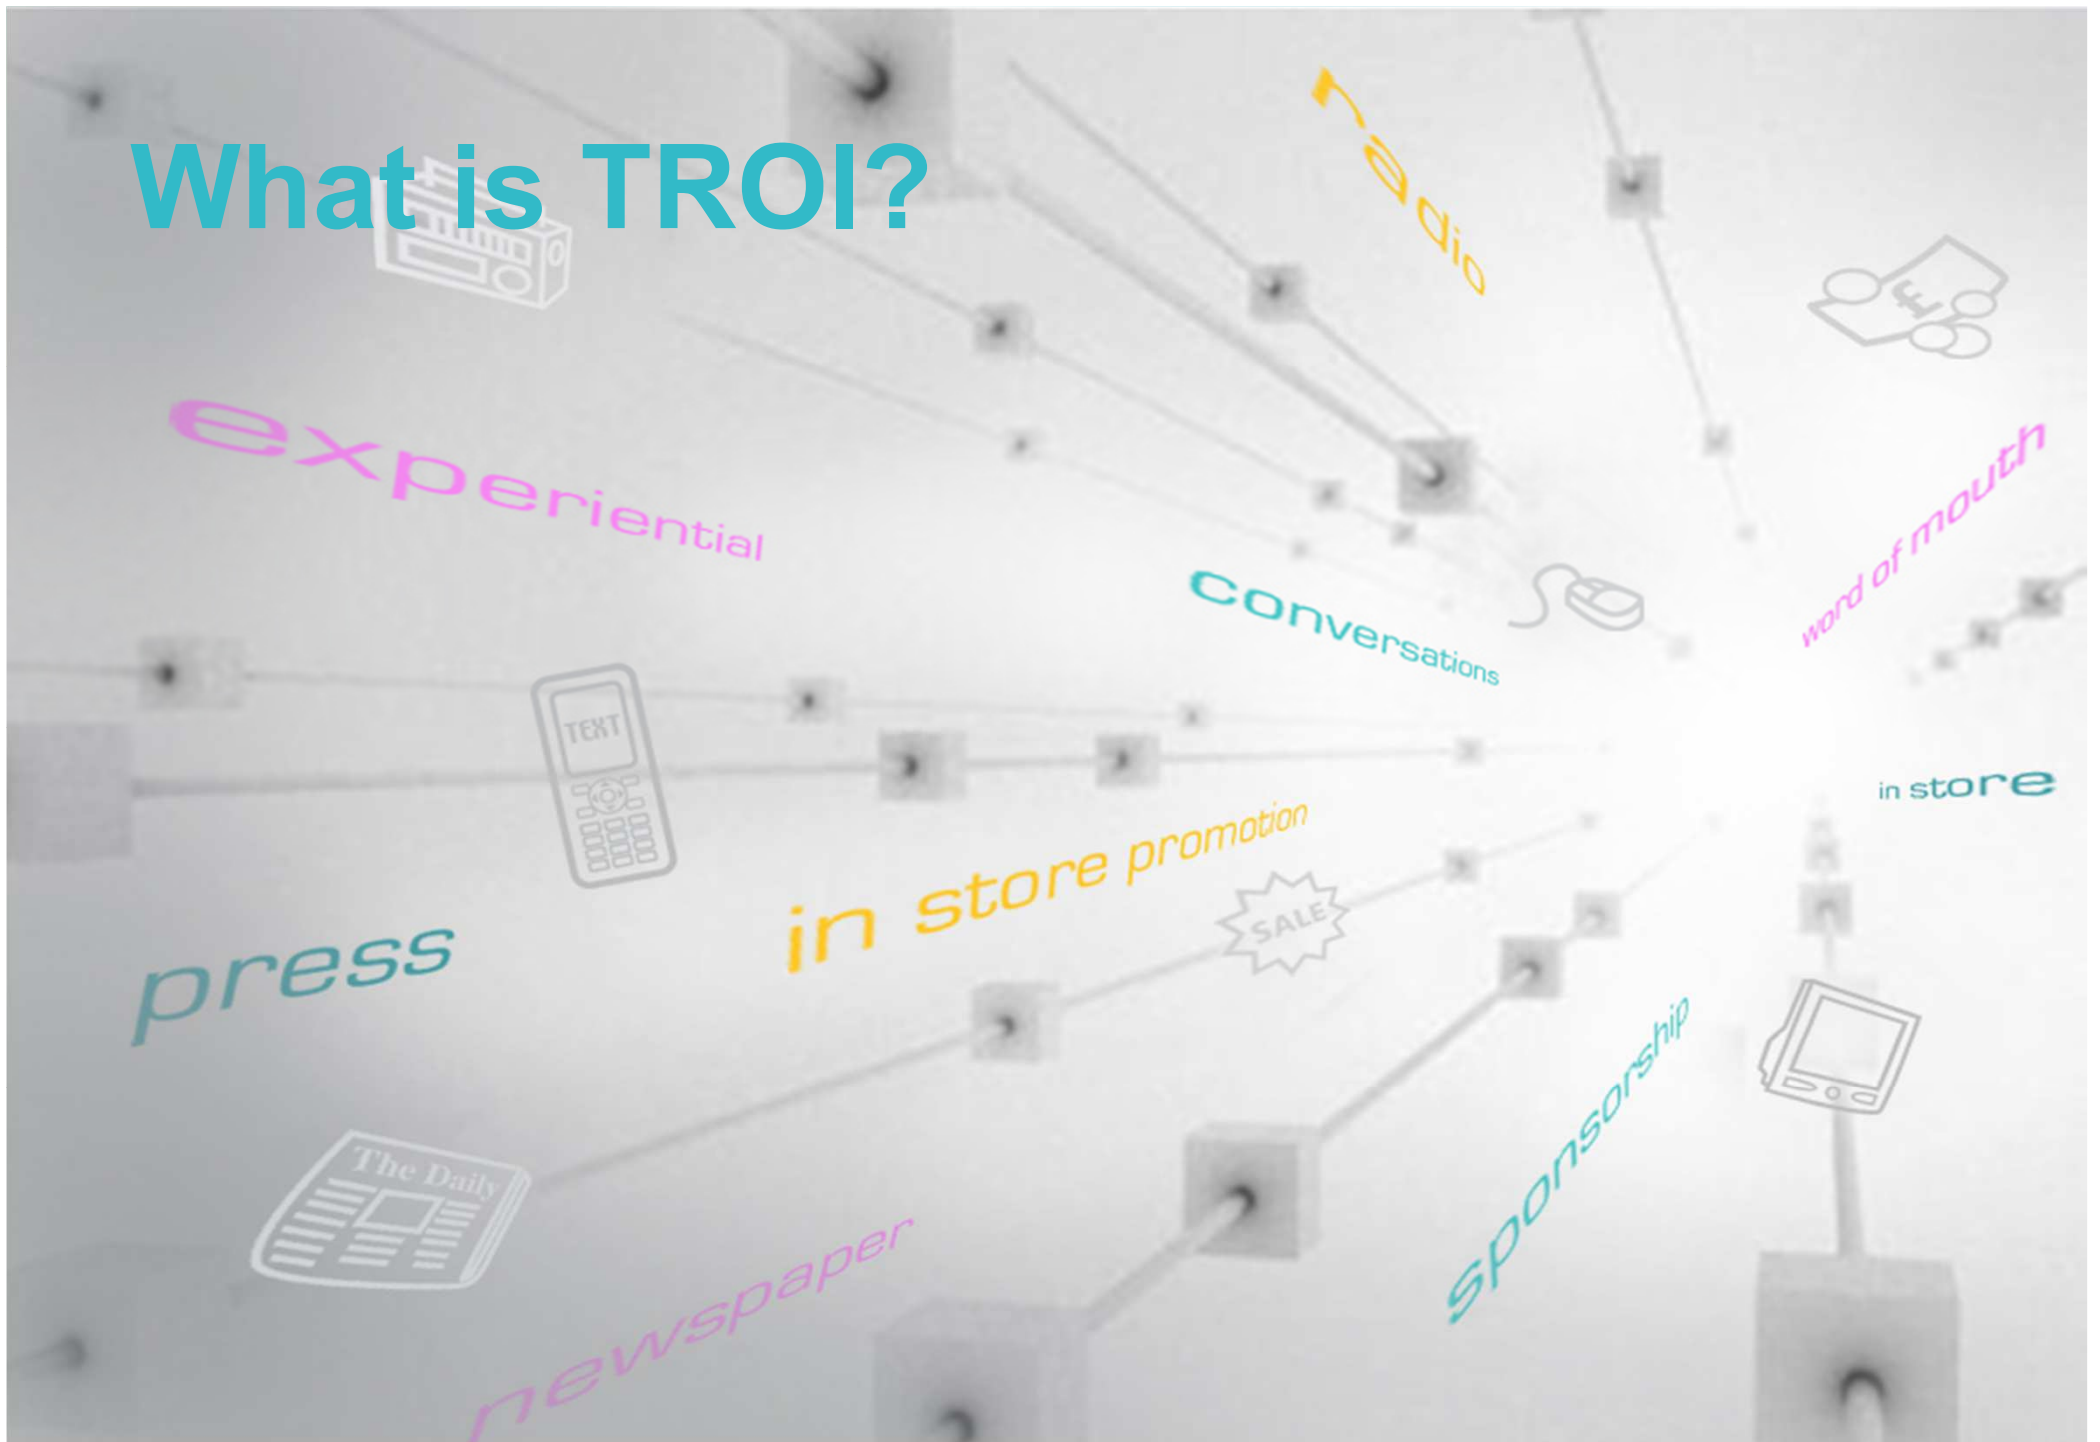 What is TROI?
radio
experiential
word of mouth
conversations
TEXT
in store
in store promotion
SALE
press
sponsorship
The Daily
newspaper